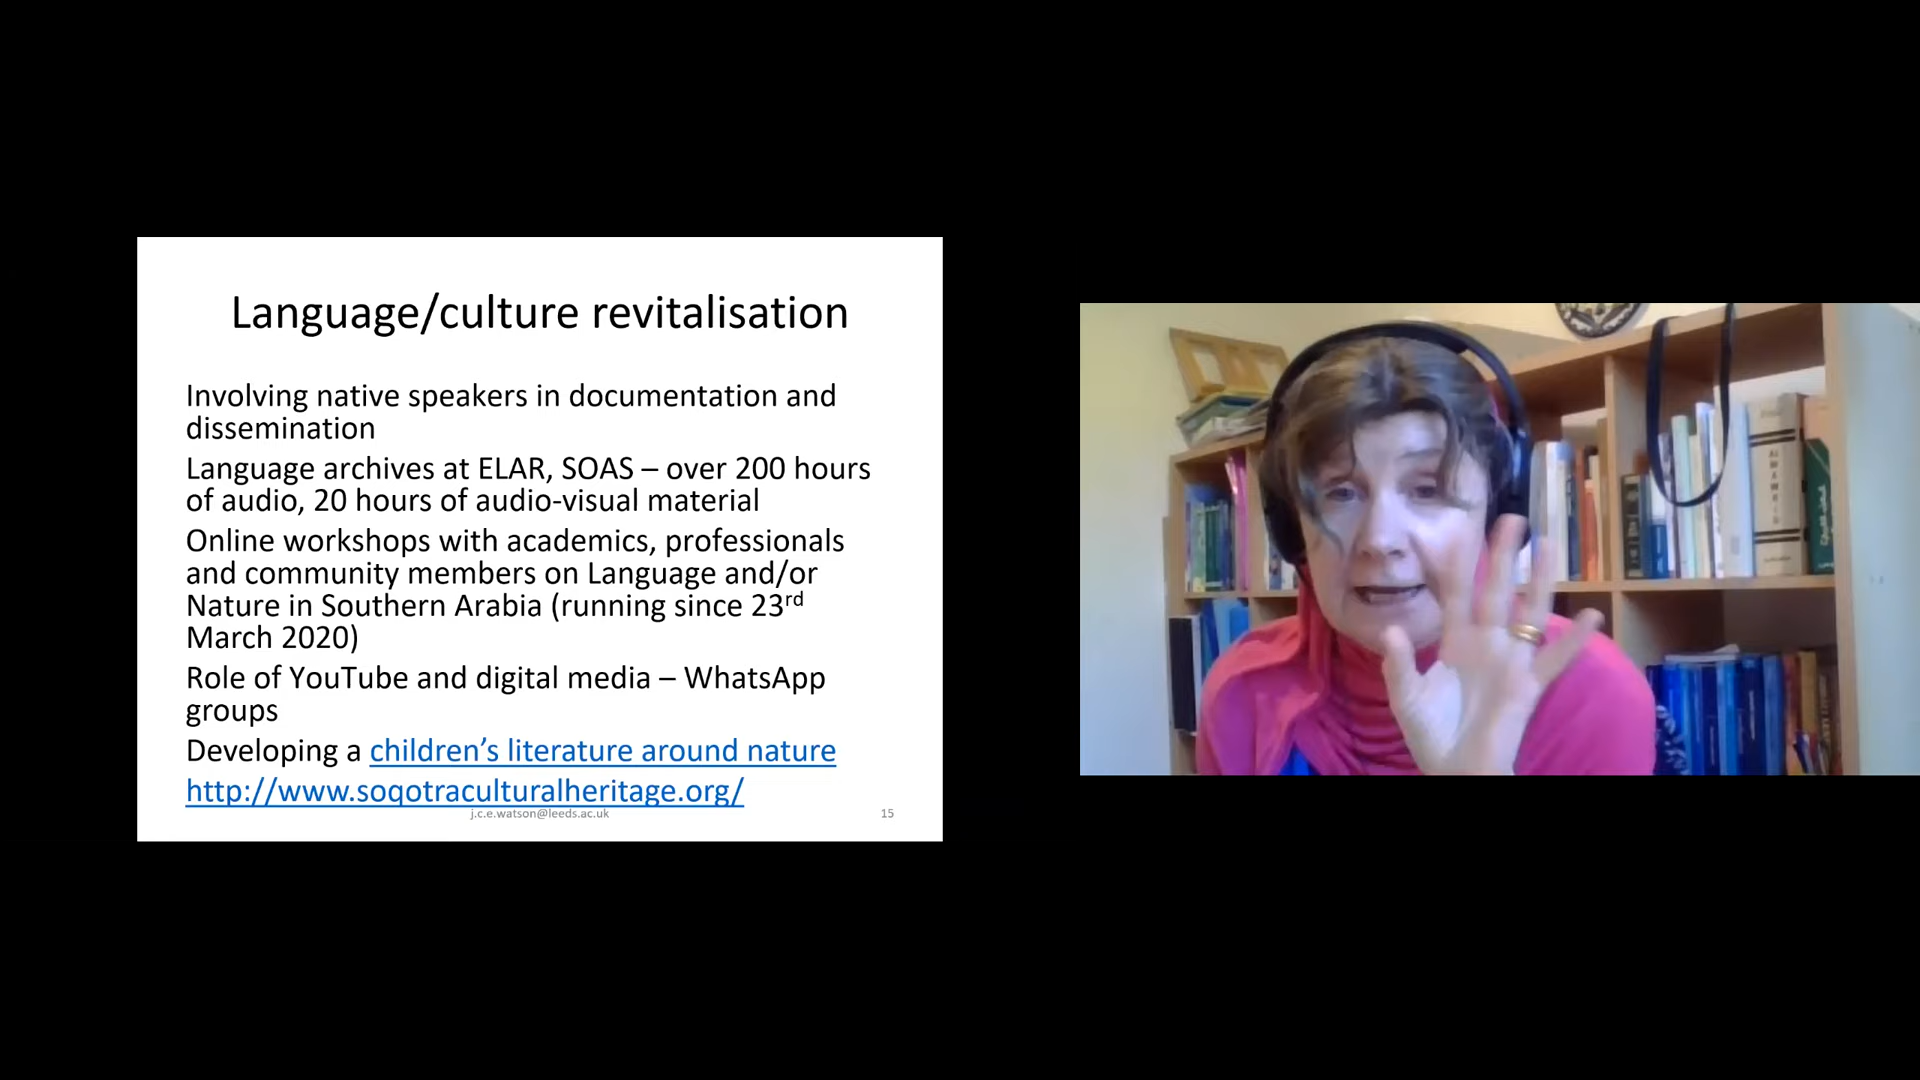 Language/culture revitalisation
Involving native speakers in documentation and
dissemination
Language archives at ELAR, SOAS – over 200 hours
of audio, 20 hours of audio-visual material
Online workshops with academics, professionals
and community members on Language and/or
Nature in Southern Arabia (running since 23rd
March 2020)
Role of YouTube and digital media – WhatsApp
groups
Developing a children’s literature around nature
http://www.soqotraculturalheritage.org/
j.c.e.watson@leeds.ac.uk
15